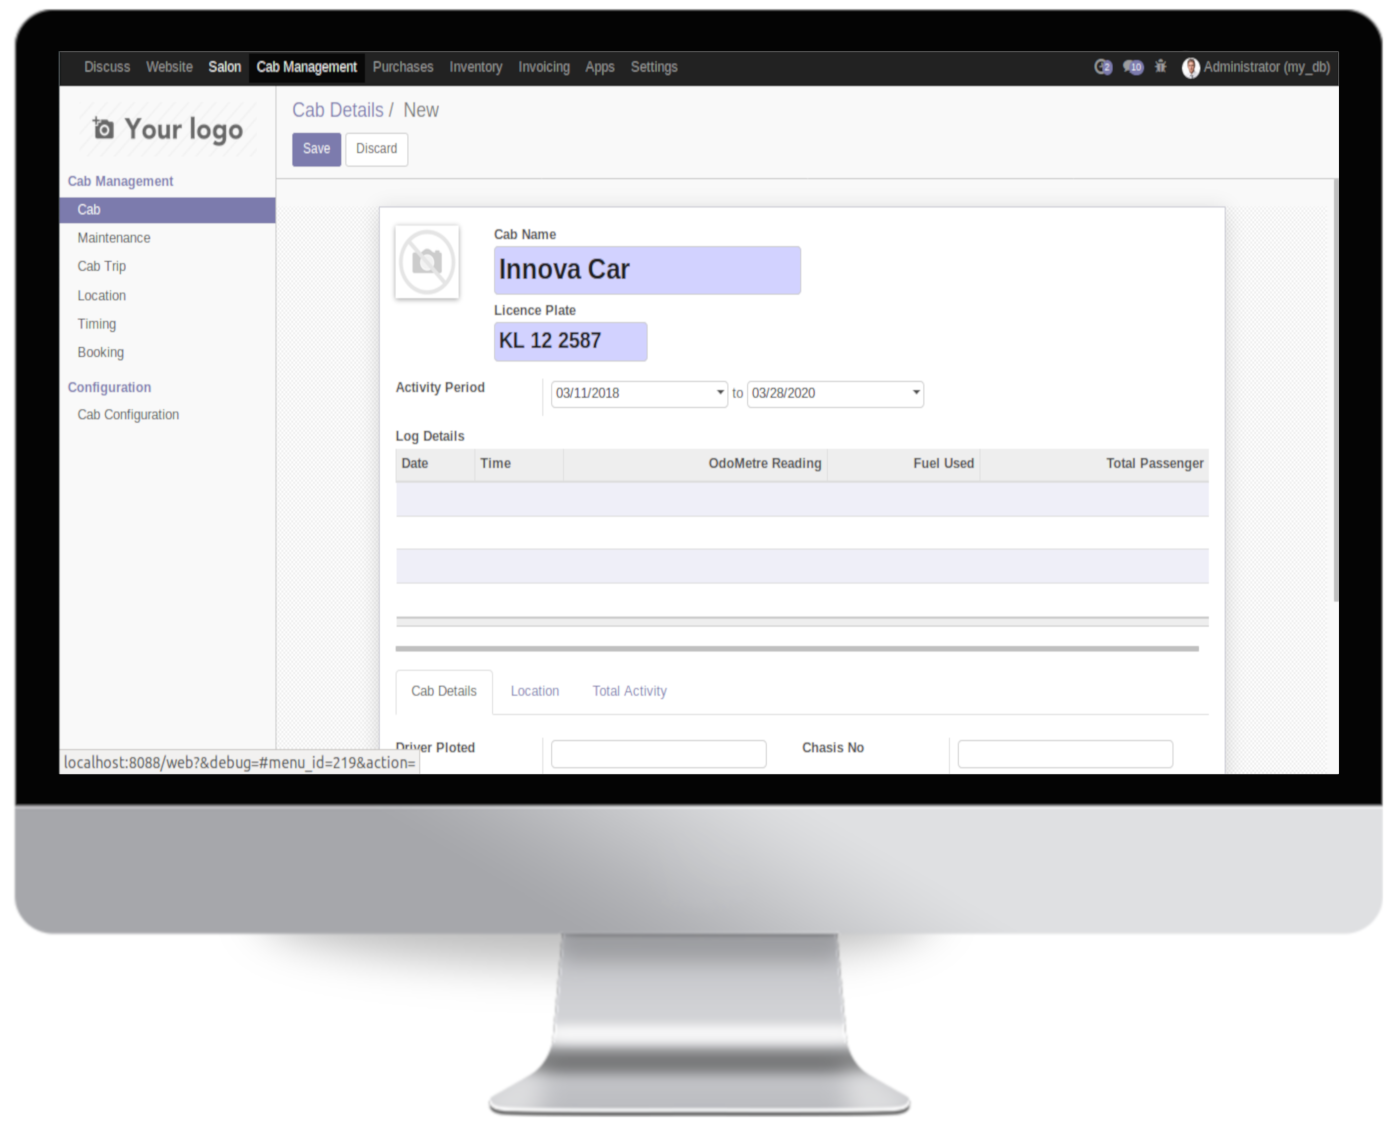 Discuss Website Salon Cab Management Purchases Inventory Invoicing Apps Settings 2 10 Administrator (my_db)
Your logo
Cab Details / New
Save Discard
Cab Management
Cab
Maintenance
Cab Trip
Location
Timing
Booking
Configuration
Cab Configuration
Cab Name
Innova Car
Licence Plate
KL 12 2587
Activity Period 03/11/2018 to 03/28/2020
Log Details
Date Time OdoMetre Reading Fuel Used Total Passenger
Cab Details Location Total Activity
Driver Ploted Chasis No
localhost:8088/web?&debug=#menu_id=219&action=